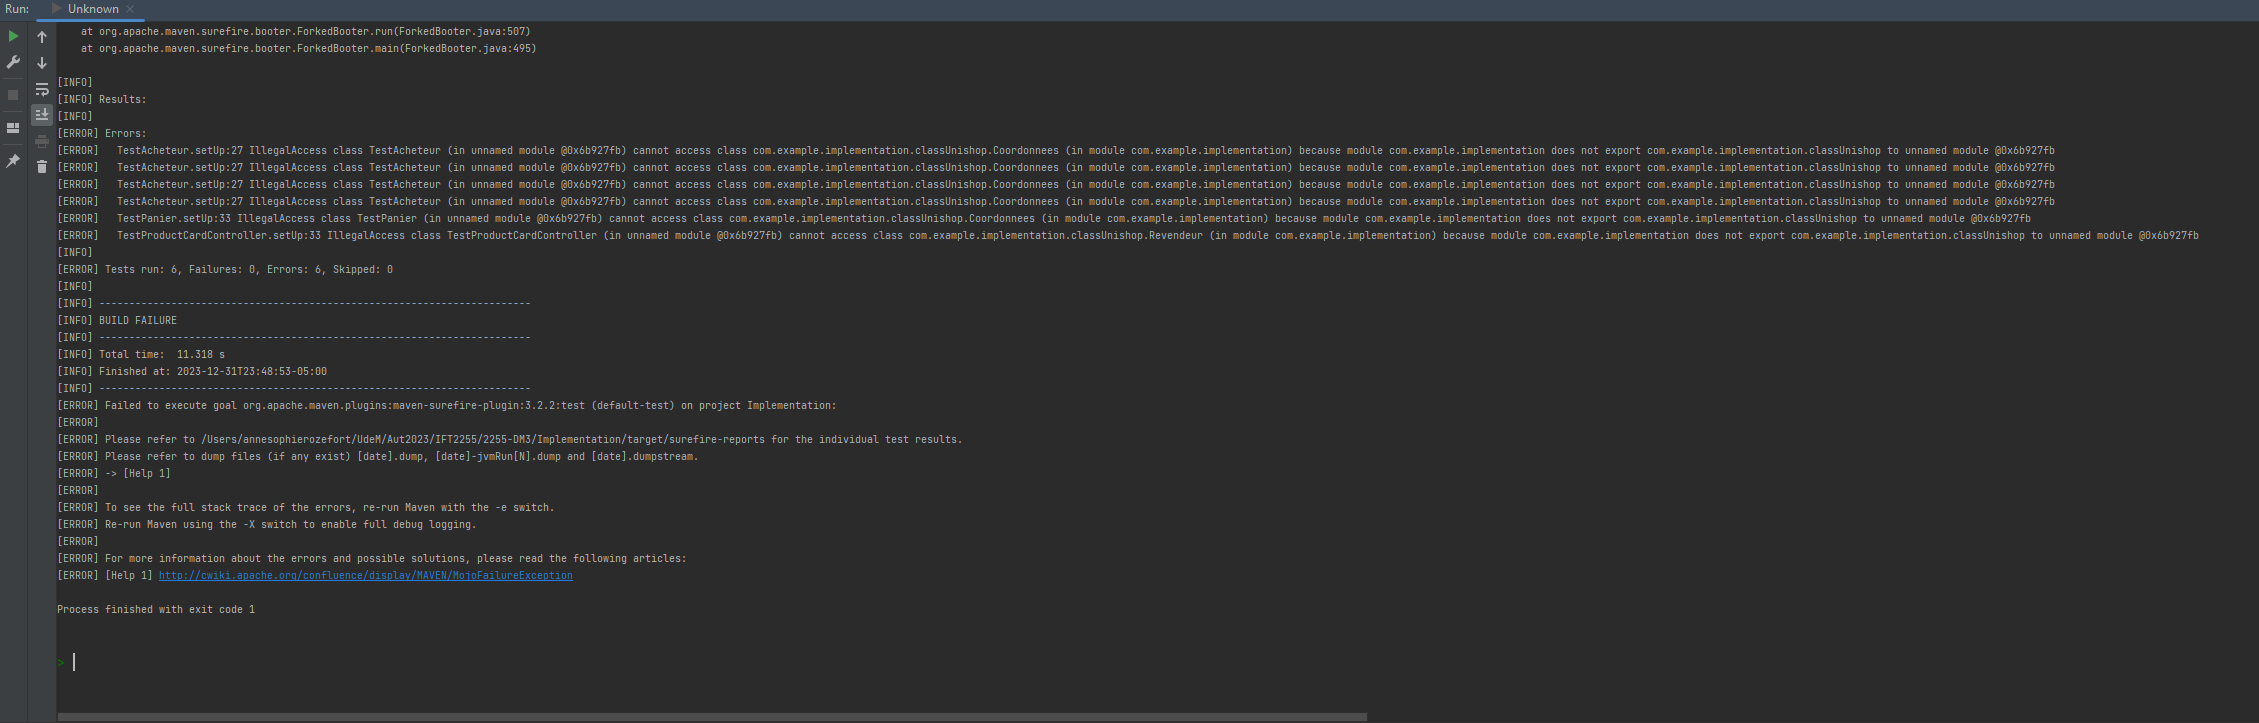 Run: Unknown
at org.apache.maven.surefire.booter.ForkedBooter.run(ForkedBooter.java:507)
at org.apache.maven.surefire.booter.ForkedBooter.main(ForkedBooter.java:495)
[INFO]
[INFO] Results:
[INFO]
[ERROR] Errors:
[ERROR]   TestAcheteur.setUp:27 IllegalAccess class TestAcheteur (in unnamed module @0x6b927fb) cannot access class com.example.implementation.classUnishop.Coordonnees (in module com.example.implementation) because module com.example.implementation does not export com.example.implementation.classUnishop to unnamed module @0x6b927fb
[ERROR]   TestAcheteur.setUp:27 IllegalAccess class TestAcheteur (in unnamed module @0x6b927fb) cannot access class com.example.implementation.classUnishop.Coordonnees (in module com.example.implementation) because module com.example.implementation does not export com.example.implementation.classUnishop to unnamed module @0x6b927fb
[ERROR]   TestAcheteur.setUp:27 IllegalAccess class TestAcheteur (in unnamed module @0x6b927fb) cannot access class com.example.implementation.classUnishop.Coordonnees (in module com.example.implementation) because module com.example.implementation does not export com.example.implementation.classUnishop to unnamed module @0x6b927fb
[ERROR]   TestAcheteur.setUp:27 IllegalAccess class TestAcheteur (in unnamed module @0x6b927fb) cannot access class com.example.implementation.classUnishop.Coordonnees (in module com.example.implementation) because module com.example.implementation does not export com.example.implementation.classUnishop to unnamed module @0x6b927fb
[ERROR]   TestPanier.setUp:33 IllegalAccess class TestPanier (in unnamed module @0x6b927fb) cannot access class com.example.implementation.classUnishop.Coordonnees (in module com.example.implementation) because module com.example.implementation does not export com.example.implementation.classUnishop to unnamed module @0x6b927fb
[ERROR]   TestProductCardController.setUp:33 IllegalAccess class TestProductCardController (in unnamed module @0x6b927fb) cannot access class com.example.implementation.classUnishop.Revendeur (in module com.example.implementation) because module com.example.implementation does not export com.example.implementation.classUnishop to unnamed module @0x6b927fb
[INFO]
[ERROR] Tests run: 6, Failures: 0, Errors: 6, Skipped: 0
[INFO]
[INFO] ------------------------------------------------------------------------
[INFO] BUILD FAILURE
[INFO] ------------------------------------------------------------------------
[INFO] Total time:  11.318 s
[INFO] Finished at: 2023-12-31T23:48:53-05:00
[INFO] ------------------------------------------------------------------------
[ERROR] Failed to execute goal org.apache.maven.plugins:maven-surefire-plugin:3.2.2:test (default-test) on project Implementation:
[ERROR]
[ERROR] Please refer to /Users/annesophierozefort/UdeM/Aut2023/IFT2255/2255-DM3/Implementation/target/surefire-reports for the individual test results.
[ERROR] Please refer to dump files (if any exist) [date].dump, [date]-jvmRun[N].dump and [date].dumpstream.
[ERROR] -> [Help 1]
[ERROR]
[ERROR] To see the full stack trace of the errors, re-run Maven with the -e switch.
[ERROR] Re-run Maven using the -X switch to enable full debug logging.
[ERROR]
[ERROR] For more information about the errors and possible solutions, please read the following articles:
[ERROR] [Help 1] http://cwiki.apache.org/confluence/display/MAVEN/MojoFailureException
Process finished with exit code 1
>